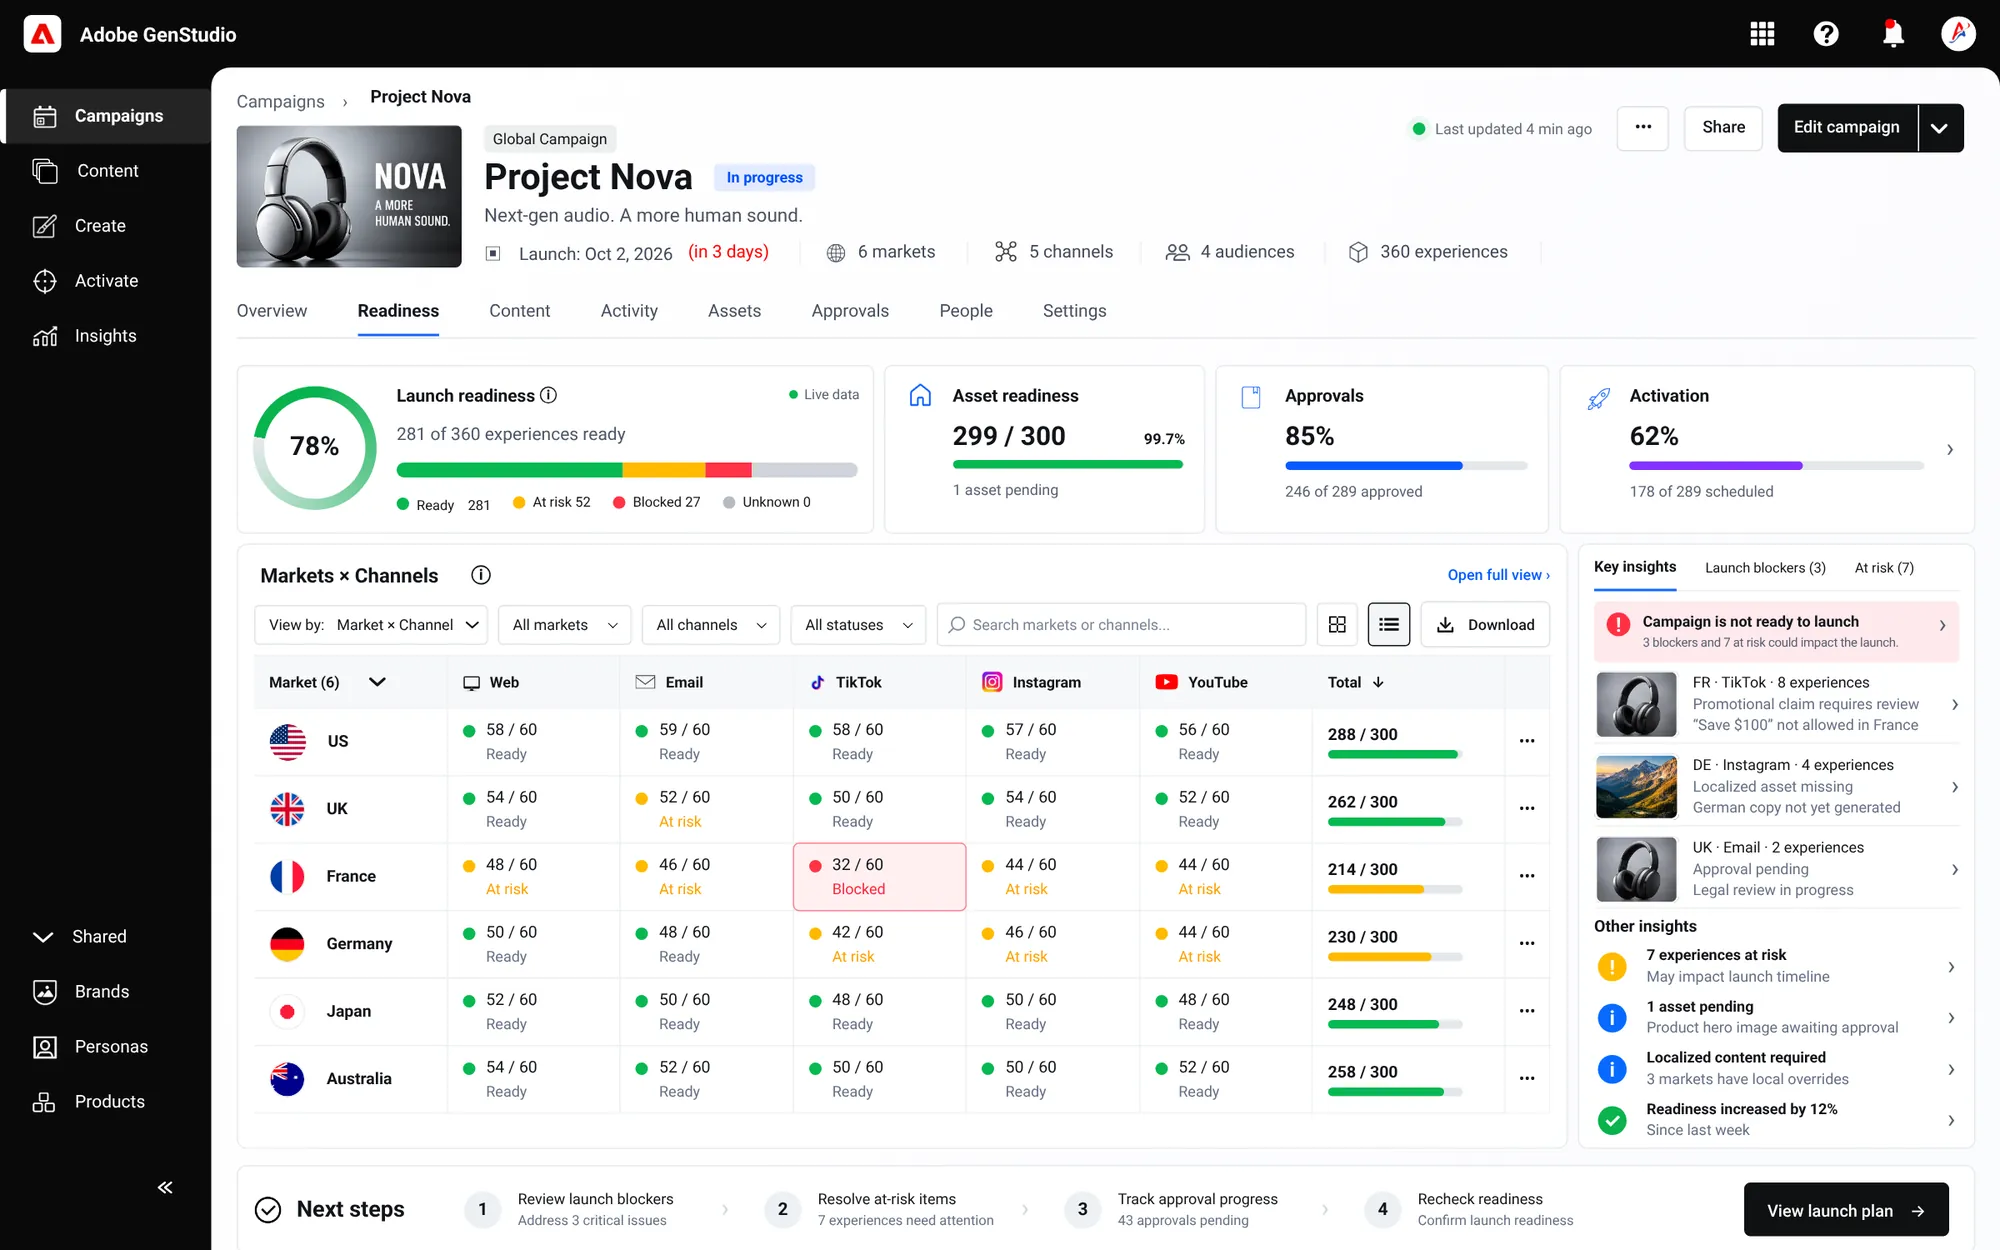 Adobe GenStudio
Campaigns
Content
Create
Activate
Insights
Shared
Brands
Personas
Products
Campaigns › Project Nova
NOVA
A MORE
HUMAN SOUND.
Global Campaign
Project Nova In progress
Next-gen audio. A more human sound.
Launch: Oct 2, 2026 (in 3 days) 6 markets 5 channels 4 audiences 360 experiences
Last updated 4 min ago ••• Share Edit campaign
Overview Readiness Content Activity Assets Approvals People Settings
78%
Launch readiness Live data
281 of 360 experiences ready
Ready 281 At risk 52 Blocked 27 Unknown 0
Asset readiness
299 / 300 99.7%
1 asset pending
Approvals
85%
246 of 289 approved
Activation
62%
178 of 289 scheduled
Markets × Channels Open full view ›
View by: Market × Channel All markets All channels All statuses Search markets or channels... Download
Market (6) Web Email TikTok Instagram YouTube Total ↓
US 58 / 60 Ready 59 / 60 Ready 58 / 60 Ready 57 / 60 Ready 56 / 60 Ready 288 / 300
UK 54 / 60 Ready 52 / 60 At risk 50 / 60 Ready 54 / 60 Ready 52 / 60 Ready 262 / 300
France 48 / 60 At risk 46 / 60 At risk 32 / 60 Blocked 44 / 60 At risk 44 / 60 At risk 214 / 300
Germany 50 / 60 Ready 48 / 60 Ready 42 / 60 At risk 46 / 60 At risk 44 / 60 At risk 230 / 300
Japan 52 / 60 Ready 50 / 60 Ready 48 / 60 Ready 50 / 60 Ready 48 / 60 Ready 248 / 300
Australia 54 / 60 Ready 52 / 60 Ready 50 / 60 Ready 50 / 60 Ready 52 / 60 Ready 258 / 300
Key insights Launch blockers (3) At risk (7)
Campaign is not ready to launch
3 blockers and 7 at risk could impact the launch.
FR · TikTok · 8 experiences
Promotional claim requires review
“Save $100” not allowed in France
DE · Instagram · 4 experiences
Localized asset missing
German copy not yet generated
UK · Email · 2 experiences
Approval pending
Legal review in progress
Other insights
7 experiences at risk
May impact launch timeline
1 asset pending
Product hero image awaiting approval
Localized content required
3 markets have local overrides
Readiness increased by 12%
Since last week
Next steps
1 Review launch blockers
Address 3 critical issues
2 Resolve at-risk items
7 experiences need attention
3 Track approval progress
43 approvals pending
4 Recheck readiness
Confirm launch readiness
View launch plan →